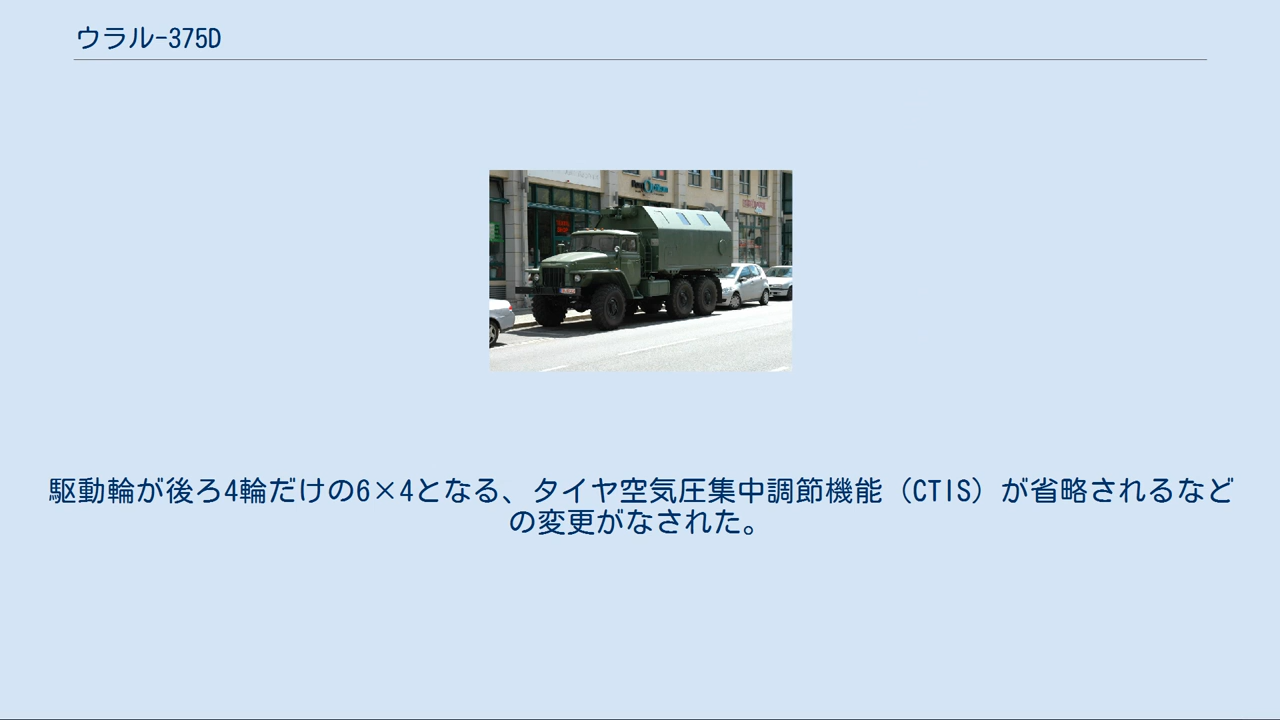 ウラル-375D
駆動輪が後ろ4輪だけの6×4となる、タイヤ空気圧集中調節機能（CTIS）が省略されるなど
の変更がなされた。